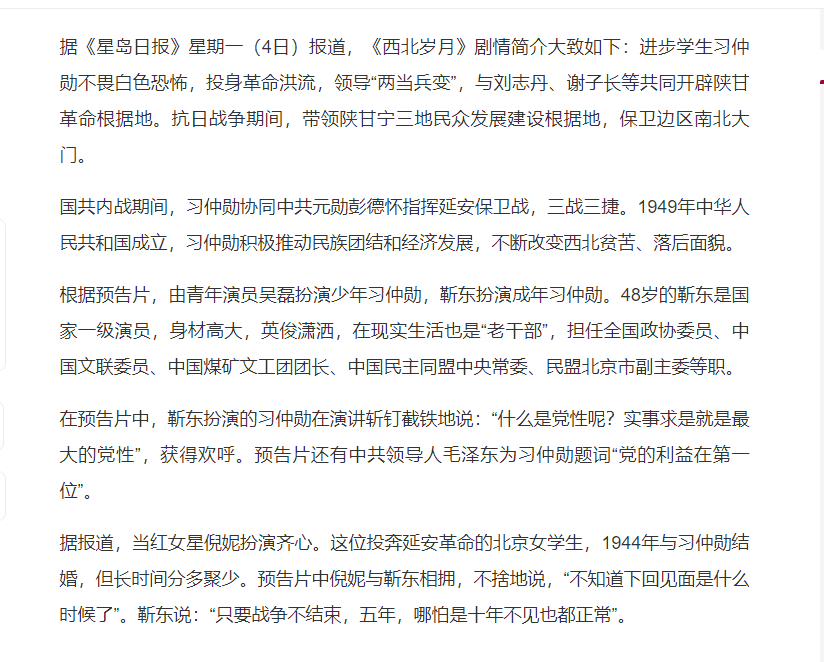 据《星岛日报》星期一（4日）报道，《西北岁月》剧情简介大致如下：进步学生习仲
勋不畏白色恐怖，投身革命洪流，领导“两当兵变”，与刘志丹、谢子长等共同开辟陕甘
革命根据地。抗日战争期间，带领陕甘宁三地民众发展建设根据地，保卫边区南北大
门。
国共内战期间，习仲勋协同中共元勋彭德怀指挥延安保卫战，三战三捷。1949年中华人
民共和国成立，习仲勋积极推动民族团结和经济发展，不断改变西北贫苦、落后面貌。
根据预告片，由青年演员吴磊扮演少年习仲勋，靳东扮演成年习仲勋。48岁的靳东是国
家一级演员，身材高大，英俊潇洒，在现实生活也是“老干部”，担任全国政协委员、中
国文联委员、中国煤矿文工团团长、中国民主同盟中央常委、民盟北京市副主委等职。
在预告片中，靳东扮演的习仲勋在演讲斩钉截铁地说：“什么是党性呢？实事求是就是最
大的党性”，获得欢呼。预告片还有中共领导人毛泽东为习仲勋题词“党的利益在第一
位”。
据报道，当红女星倪妮扮演齐心。这位投奔延安革命的北京女学生，1944年与习仲勋结
婚，但长时间分多聚少。预告片中倪妮与靳东相拥，不舍地说，“不知道下回见面是什么
时候了”。靳东说：“只要战争不结束，五年，哪怕是十年不见也都正常”。